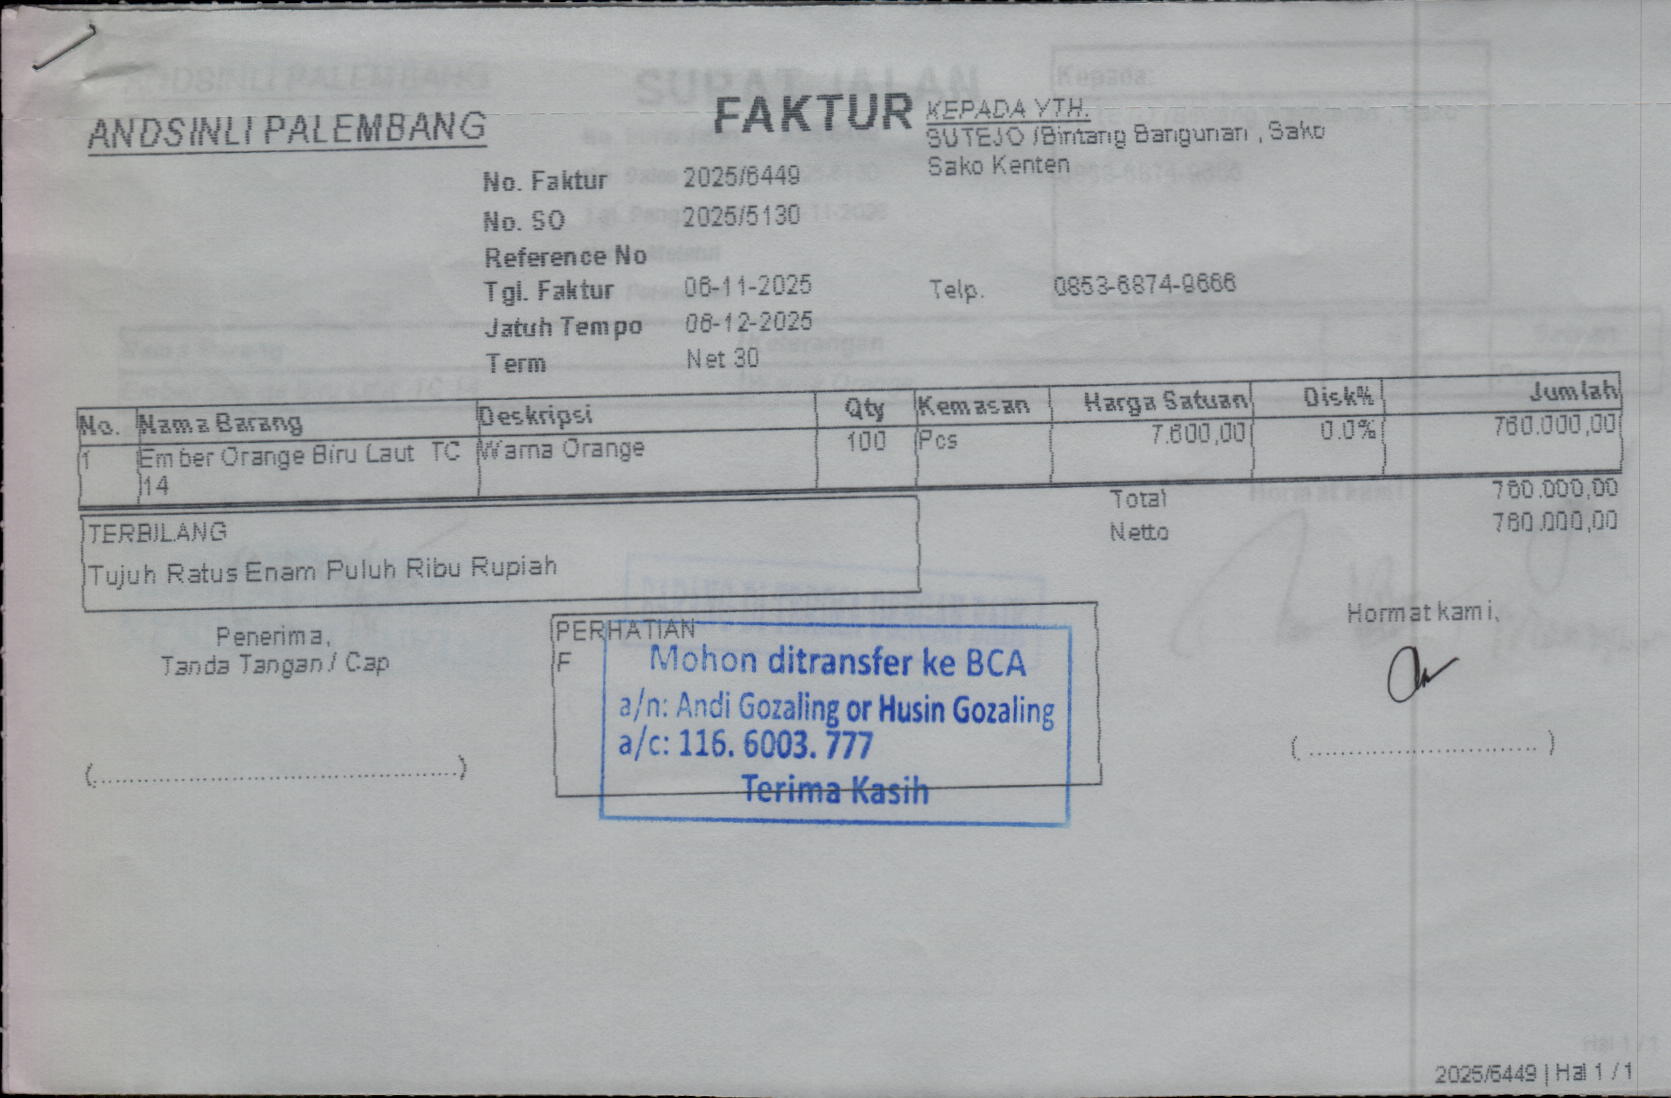 ANDSINLI PALEMBANG
FAKTUR
KEPADA YTH.
SUTEJO /Bintang Bangunan , Sako
Sako Kenten
No. Faktur 2025/6449
No. SO 2025/5130
Reference No
Tgl. Faktur 06-11-2025
Telp. 0853-6874-9666
Jatuh Tempo 06-12-2025
Term Net 30
No. Nama Barang Deskripsi Qty Kemasan Harga Satuan Disk% Jumlah
1 Ember Orange Biru Laut TC Warna Orange 100 Pcs 7.600,00 0.0% 760.000,00
14
Total 760.000,00
Netto 760.000,00
TERBILANG
Tujuh Ratus Enam Puluh Ribu Rupiah
Penerima,
Tanda Tangan / Cap
PERHATIAN
F
Mohon ditransfer ke BCA
a/n: Andi Gozaling or Husin Gozaling
a/c: 116. 6003. 777
Terima Kasih
Hormat kami,
2025/6449 | Hal 1 / 1